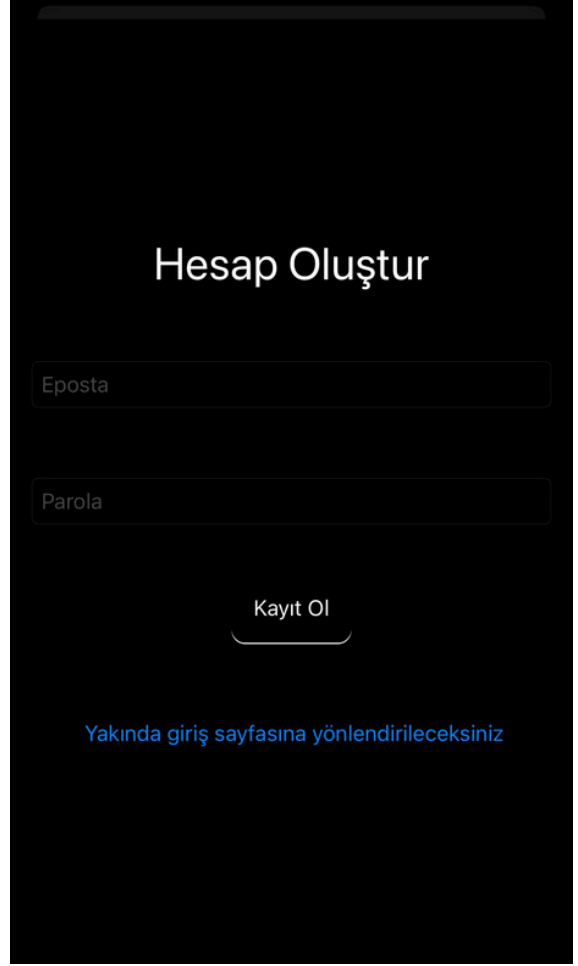 Hesap Oluştur
Eposta
Parola
Kayıt Ol
Yakında giriş sayfasına yönlendirileceksiniz